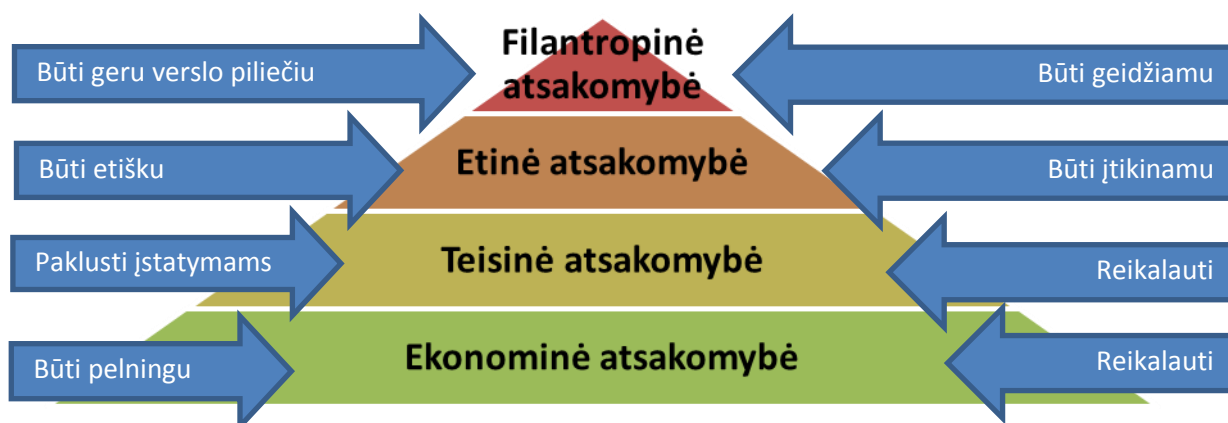 Filantropinė
atsakomybė
Būti geru verslo piliečiu
Būti geidžiamu
Etinė atsakomybė
Būti etišku
Būti įtikinamu
Teisinė atsakomybė
Paklusti įstatymams
Reikalauti
Ekonominė atsakomybė
Būti pelningu
Reikalauti